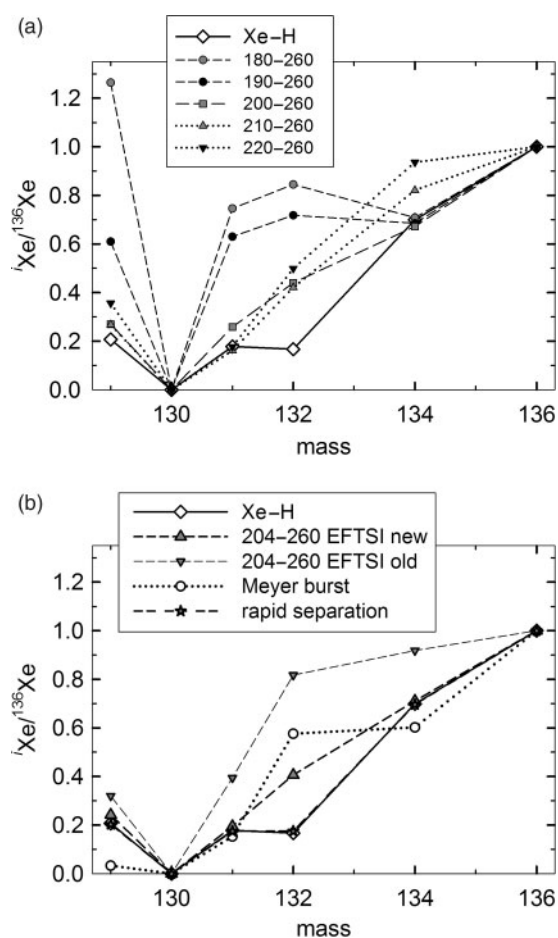 (a)
Xe-H
180-260
190-260
200-260
210-260
220-260
ⁱXe/¹³⁶Xe
1.2
1.0
0.8
0.6
0.4
0.2
0.0
130 132 134 136
mass
(b)
Xe-H
204-260 EFTSI new
204-260 EFTSI old
Meyer burst
rapid separation
ⁱXe/¹³⁶Xe
1.2
1.0
0.8
0.6
0.4
0.2
0.0
130 132 134 136
mass